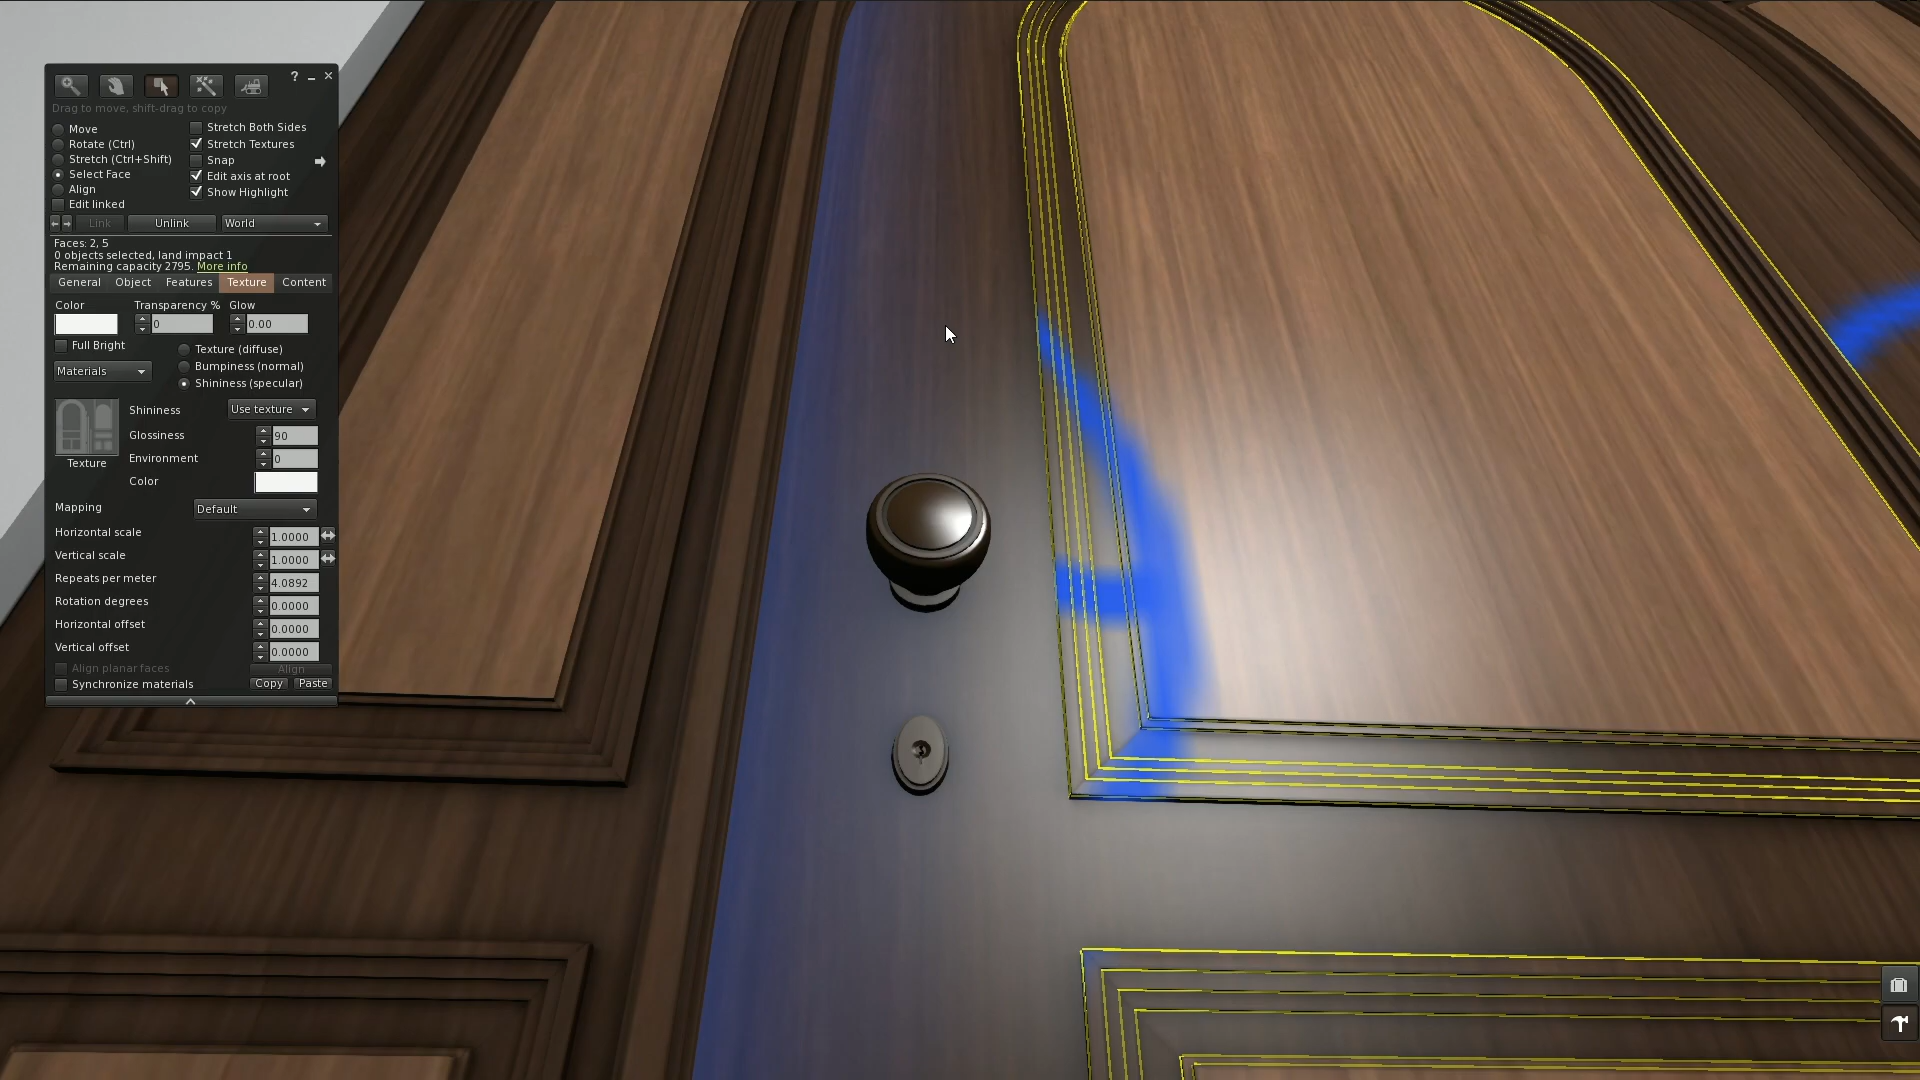 ?
Drag to move, shift-drag to copy
Move
Rotate (Ctrl)
Stretch (Ctrl+Shift)
Select Face
Align
Edit linked
Stretch Both Sides
Stretch Textures
Snap
Edit axis at root
Show Highlight
Link Unlink World
Faces: 2, 5
0 objects selected, land impact 1
Remaining capacity 2795. More info
General Object Features Texture Content
Color Transparency % Glow
0 0.00
Full Bright
Materials
Texture (diffuse)
Bumpiness (normal)
Shininess (specular)
Texture
Shininess Use texture
Glossiness 90
Environment 0
Color
Mapping Default
Horizontal scale 1.0000
Vertical scale 1.0000
Repeats per meter 4.0892
Rotation degrees 0.0000
Horizontal offset 0.0000
Vertical offset 0.0000
Align planar faces Align
Synchronize materials Copy Paste